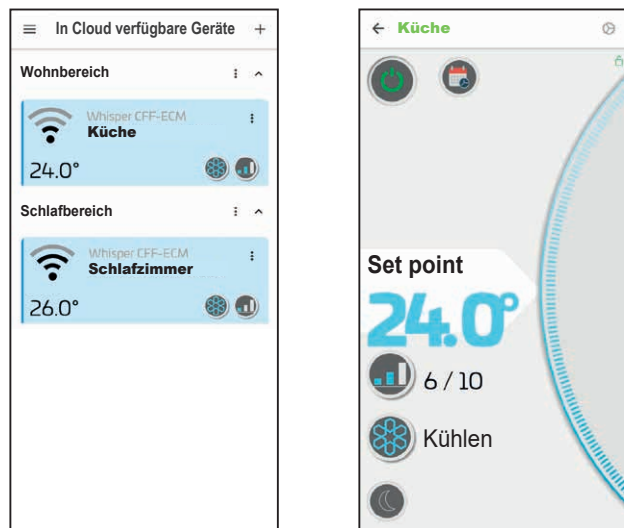 In Cloud verfügbare Geräte
Wohnbereich
Whisper CFF-ECM
Küche
24.0°
Schlafbereich
Whisper CFF-ECM
Schlafzimmer
26.0°
Küche
Set point
24.0°
6 / 10
Kühlen